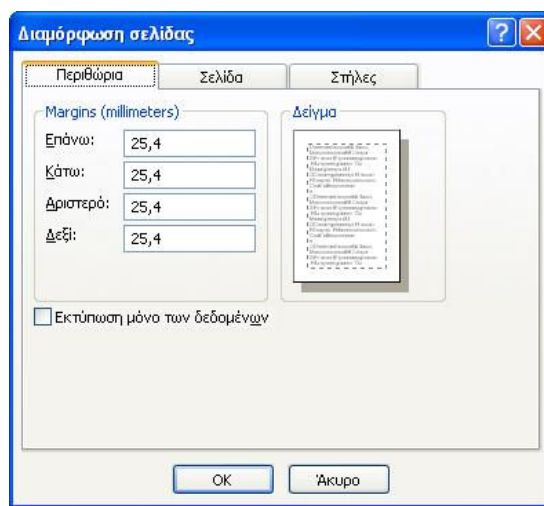 Διαμόρφωση σελίδας
Περιθώρια
Σελίδα
Στήλες
Margins (millimeters)
Επάνω: 25,4
Κάτω: 25,4
Αριστερό: 25,4
Δεξί: 25,4
Δείγμα
Εκτύπωση μόνο των δεδομένων
OK
Άκυρο